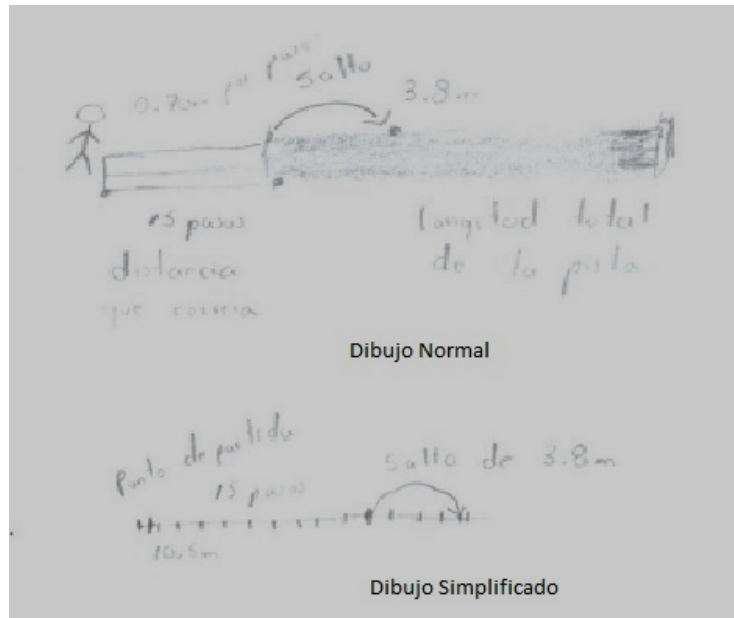 0.7m por paso
salto
3.8m
15 pasos
distancia
que corría
Longitud total
de la pista
Dibujo Normal
Punto de partida
15 pasos
salto de 3.8m
10.5m
Dibujo Simplificado